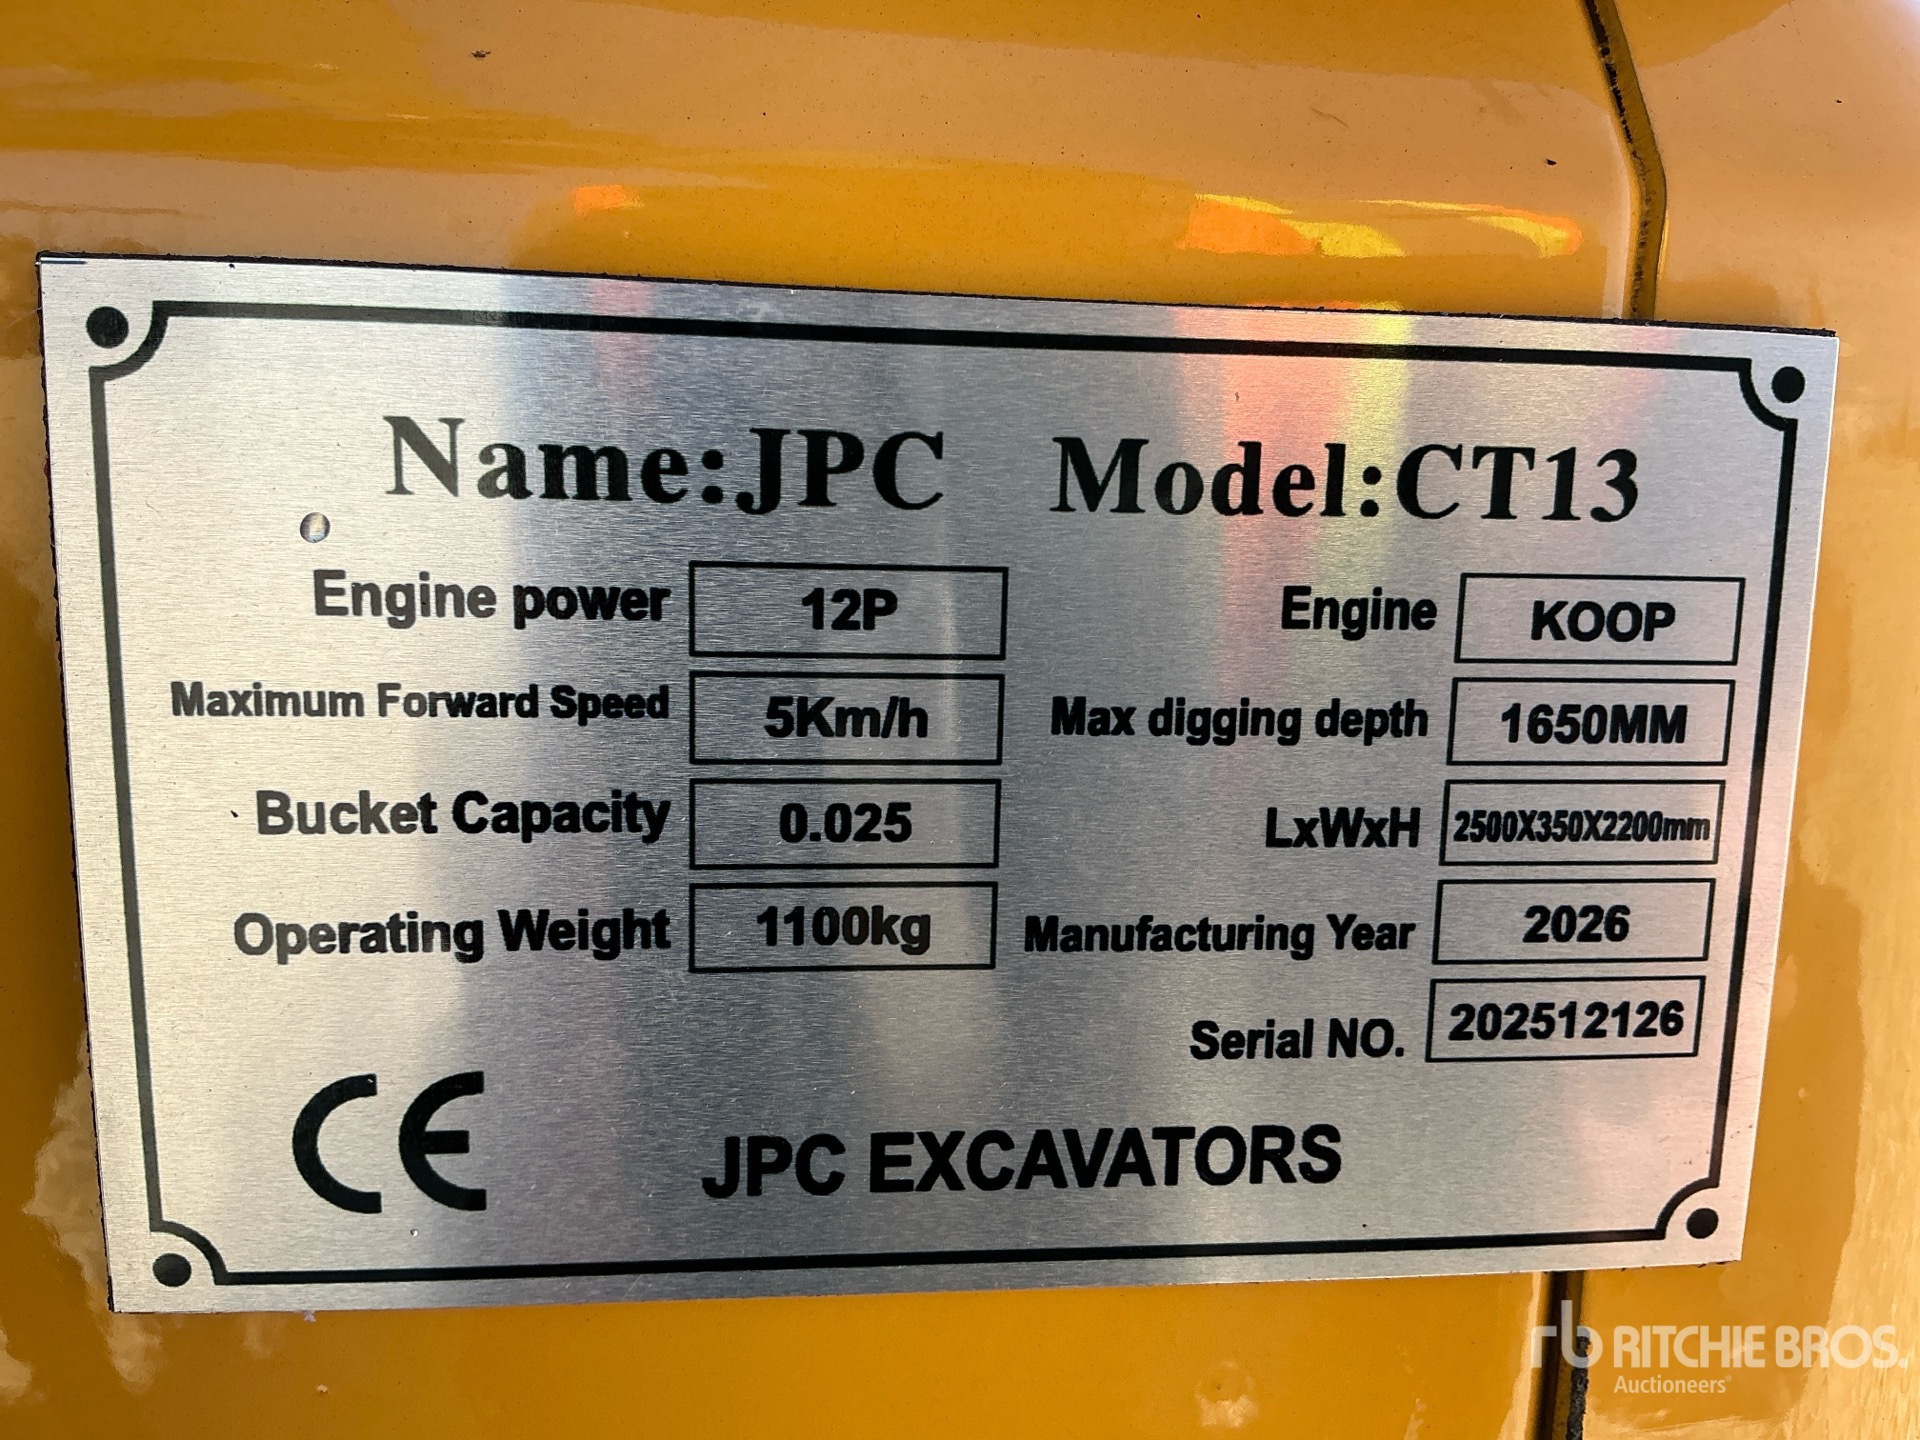 Name:JPC Model:CT13
Engine power 12P Engine KOOP
Maximum Forward Speed 5Km/h Max digging depth 1650MM
Bucket Capacity 0.025 LxWxH 2500X350X2200mm
Operating Weight 1100kg Manufacturing Year 2026
Serial NO. 202512126
CE JPC EXCAVATORS
rb RITCHIE BROS.
Auctioneers